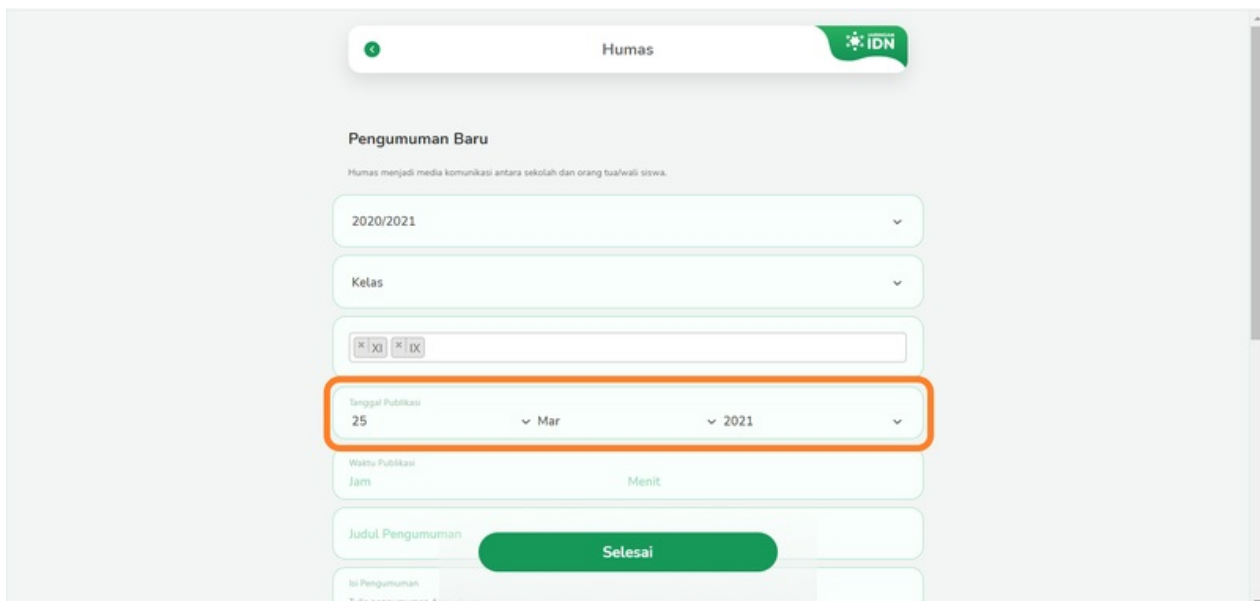 Humas
JARINGAN
IDN
Pengumuman Baru
Humas menjadi media komunikasi antara sekolah dan orang tua/wali siswa.
2020/2021
Kelas
× XI × IX
Tanggal Publikasi
25 Mar 2021
Waktu Publikasi
Jam Menit
Judul Pengumuman
Selesai
Isi Pengumuman